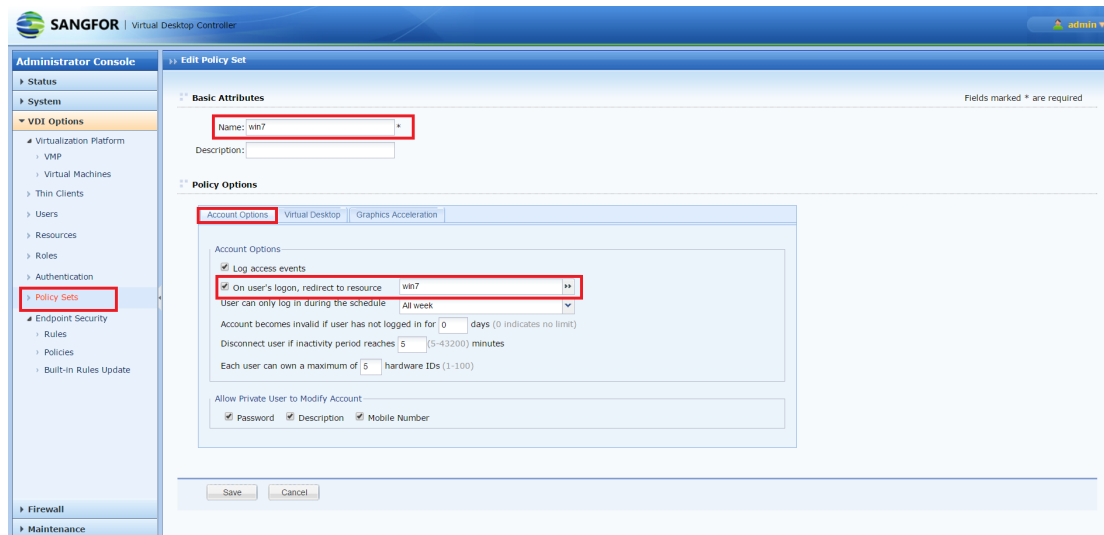 SANGFOR | Virtual Desktop Controller
admin
Administrator Console
Status
System
VDI Options
Virtualization Platform
VMP
Virtual Machines
Thin Clients
Users
Resources
Roles
Authentication
Policy Sets
Endpoint Security
Rules
Policies
Built-in Rules Update
Firewall
Maintenance
Edit Policy Set
Basic Attributes
Fields marked * are required
Name: win7 *
Description:
Policy Options
Account Options Virtual Desktop Graphics Acceleration
Account Options
Log access events
On user's logon, redirect to resource win7
User can only log in during the schedule All week
Account becomes invalid if user has not logged in for 0 days (0 indicates no limit)
Disconnect user if inactivity period reaches 5 (5-43200) minutes
Each user can own a maximum of 5 hardware IDs (1-100)
Allow Private User to Modify Account
Password Description Mobile Number
Save Cancel